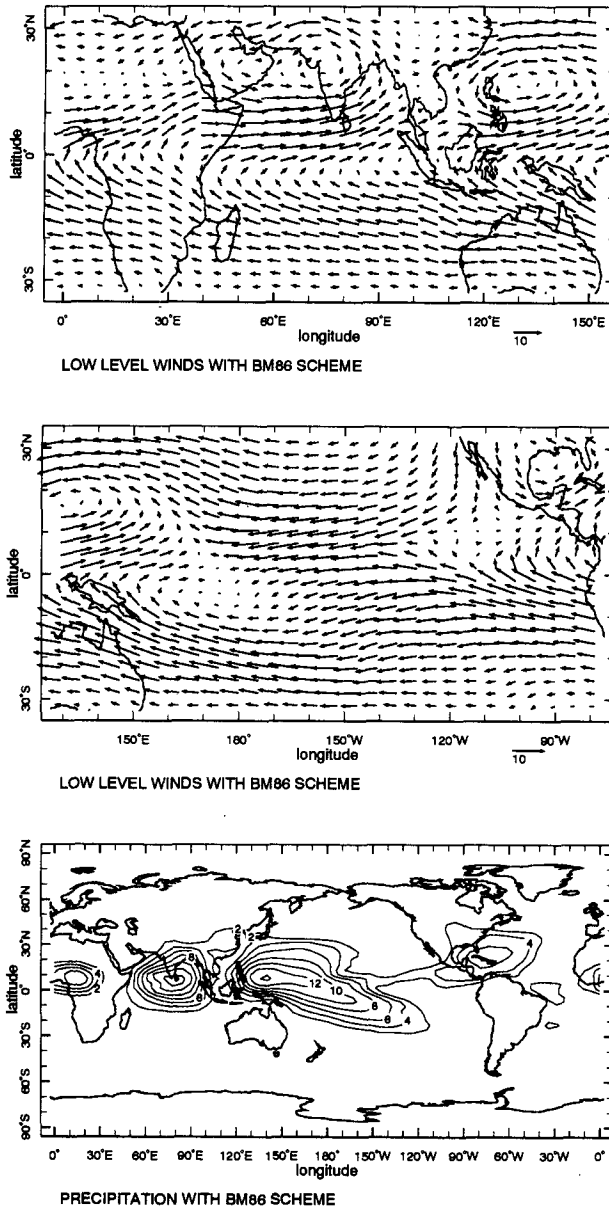 30˚N
latitude
0˚
30˚S
0˚ 30˚E 60˚E 90˚E 120˚E 150˚E
longitude
10
LOW LEVEL WINDS WITH BM86 SCHEME
30˚N
latitude
0˚
30˚S
150˚E 180˚ 150˚W 120˚W 90˚W
longitude
10
LOW LEVEL WINDS WITH BM86 SCHEME
90˚N
60˚N
30˚N
latitude
0˚
30˚S
60˚S
90˚S
2 2
4 8 4
2 12
6 10
8
6 4
0˚ 30˚E 60˚E 90˚E 120˚E 150˚E 180˚ 150˚W 120˚W 90˚W 60˚W 30˚W 0˚
longitude
PRECIPITATION WITH BM86 SCHEME